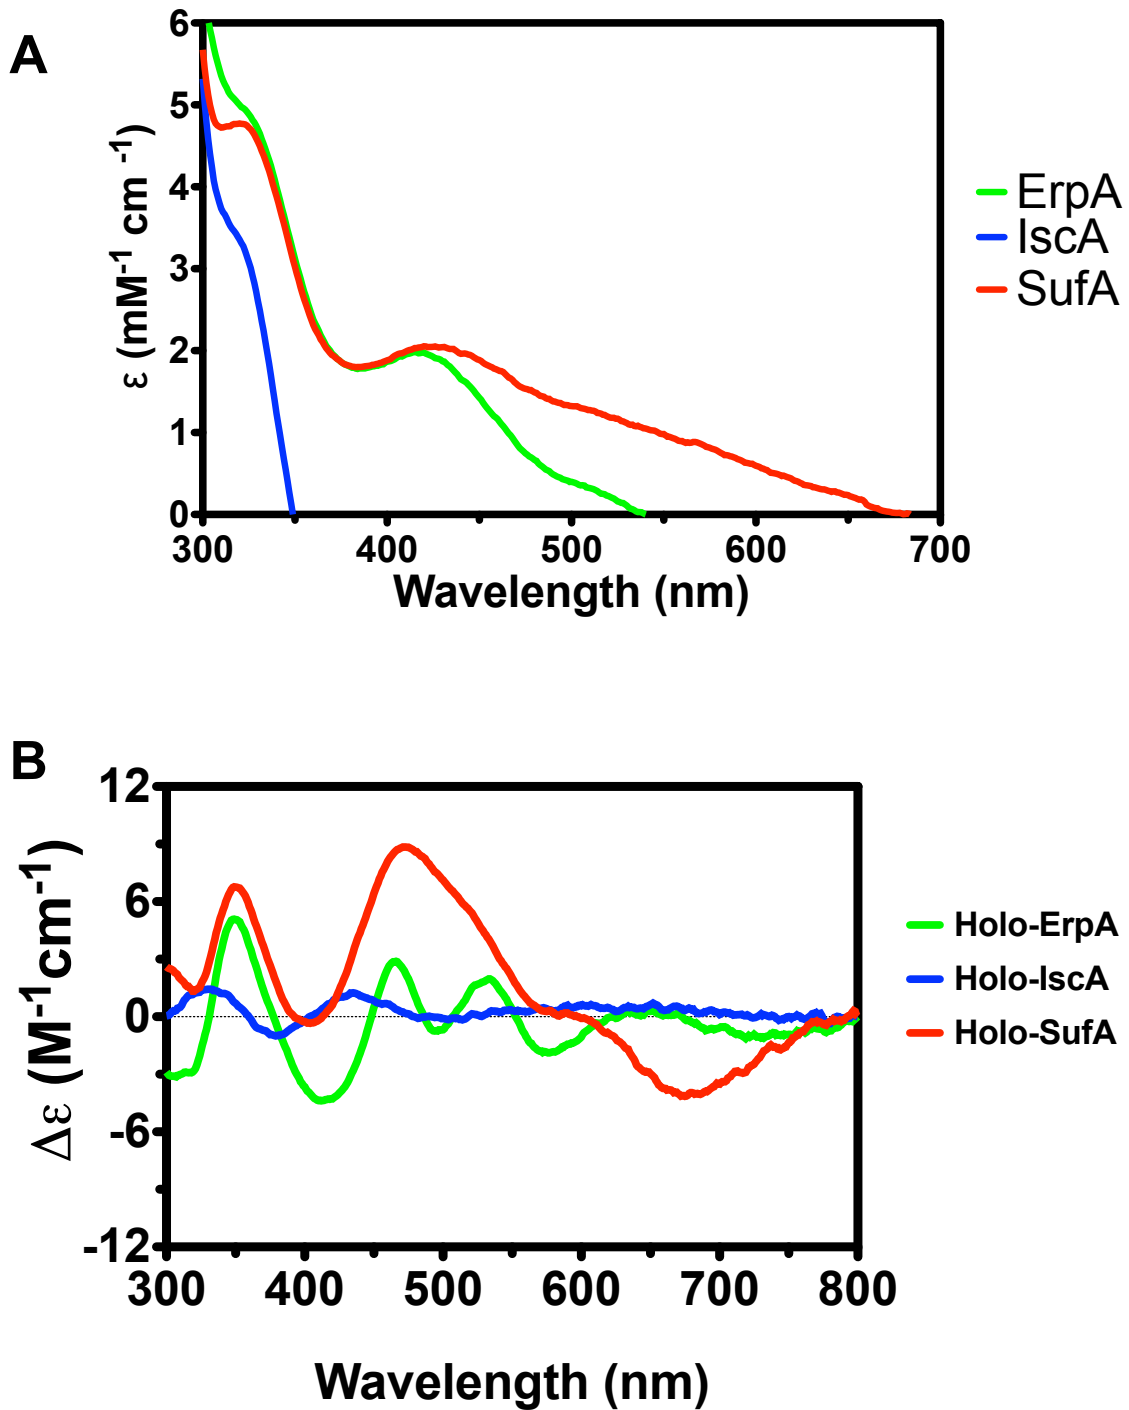 A
6
5
4
3
2
1
0
ε (mM-1 cm -1)
300 400 500 600 700
Wavelength (nm)
ErpA
IscA
SufA
B
12
6
0
-6
-12
Δε (M-1cm-1)
300 400 500 600 700 800
Wavelength (nm)
Holo-ErpA
Holo-IscA
Holo-SufA